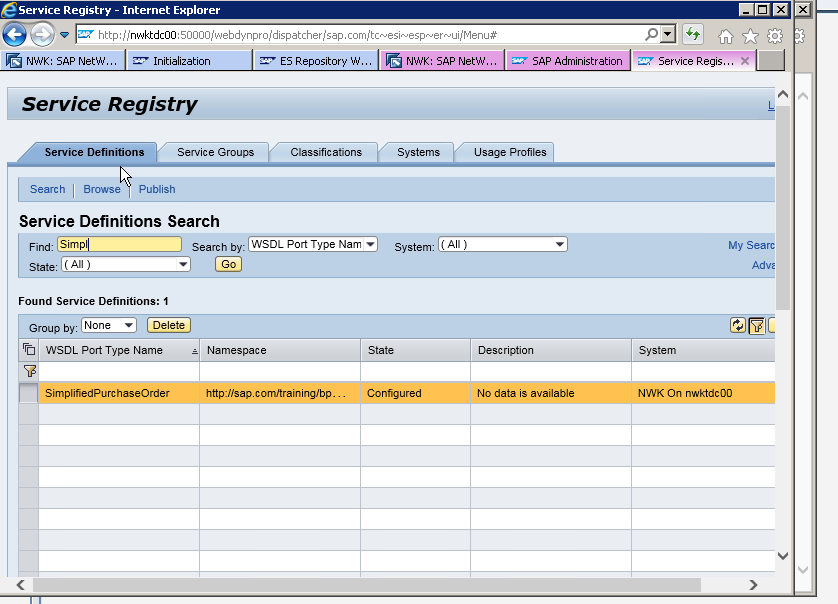 Service Registry - Internet Explorer
http://nwktdc00:50000/webdynpro/dispatcher/sap.com/tc~esi~esp~er~ui/Menu#
NWK: SAP NetW... Initialization ES Repository W... NWK: SAP NetW... SAP Administration Service Regis...
Service Registry
Service Definitions Service Groups Classifications Systems Usage Profiles
Search Browse Publish
Service Definitions Search
Find: Simpl Search by: WSDL Port Type Nam System: ( All ) My Searc
State: ( All ) Go Adva
Found Service Definitions: 1
Group by: None Delete
WSDL Port Type Name Namespace State Description System
SimplifiedPurchaseOrder http://sap.com/training/bp... Configured No data is available NWK On nwktdc00